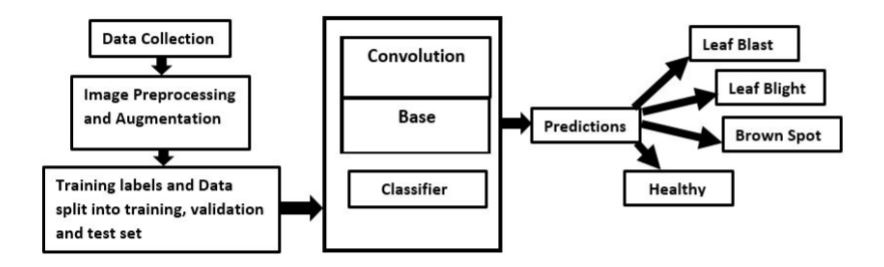 Data Collection
Image Preprocessing
and Augmentation
Training labels and Data
split into training, validation
and test set
Convolution
Base
Classifier
Predictions
Leaf Blast
Leaf Blight
Brown Spot
Healthy